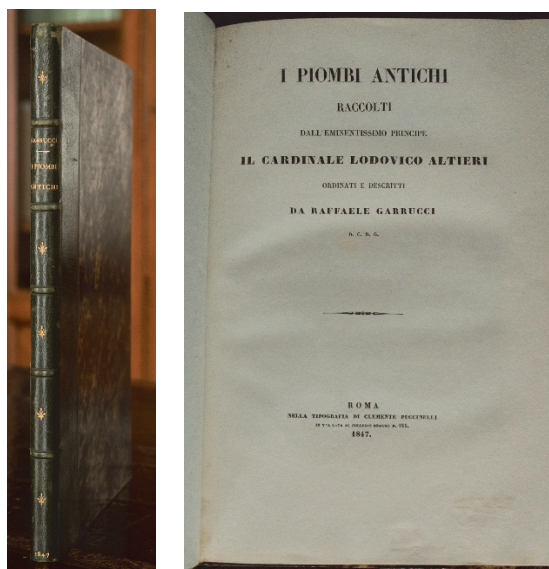 GARRUCCI
I PIOMBI
ANTICHI
1847
I PIOMBI ANTICHI
RACCOLTI
DALL'EMINENTISSIMO PRINCIPE
IL CARDINALE LODOVICO ALTIERI
ORDINATI E DESCRITTI
DA RAFFAELE GARRUCCI
D. C. D. G.
ROMA
NELLA TIPOGRAFIA DI CLEMENTE PUCCINELLI
1847.